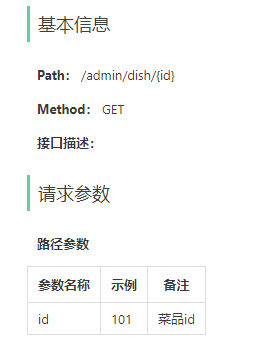 基本信息
Path： /admin/dish/{id}
Method： GET
接口描述：
请求参数
路径参数
参数名称 示例 备注
id 101 菜品id